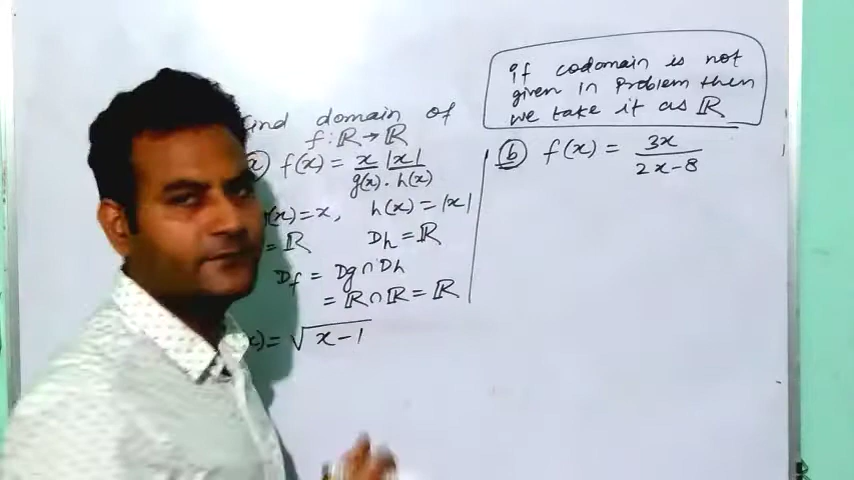 find domain of
f: ℝ → ℝ
a) f(x) = x |x|
g(x) . h(x)
(x) = x, h(x) = |x|
= ℝ Dh = ℝ
Df = Dg ∩ Dh
= ℝ ∩ ℝ = ℝ
x) = √x-1
if codomain is not
given in Problem then
we take it as ℝ
b f(x) = 3x
2x-8